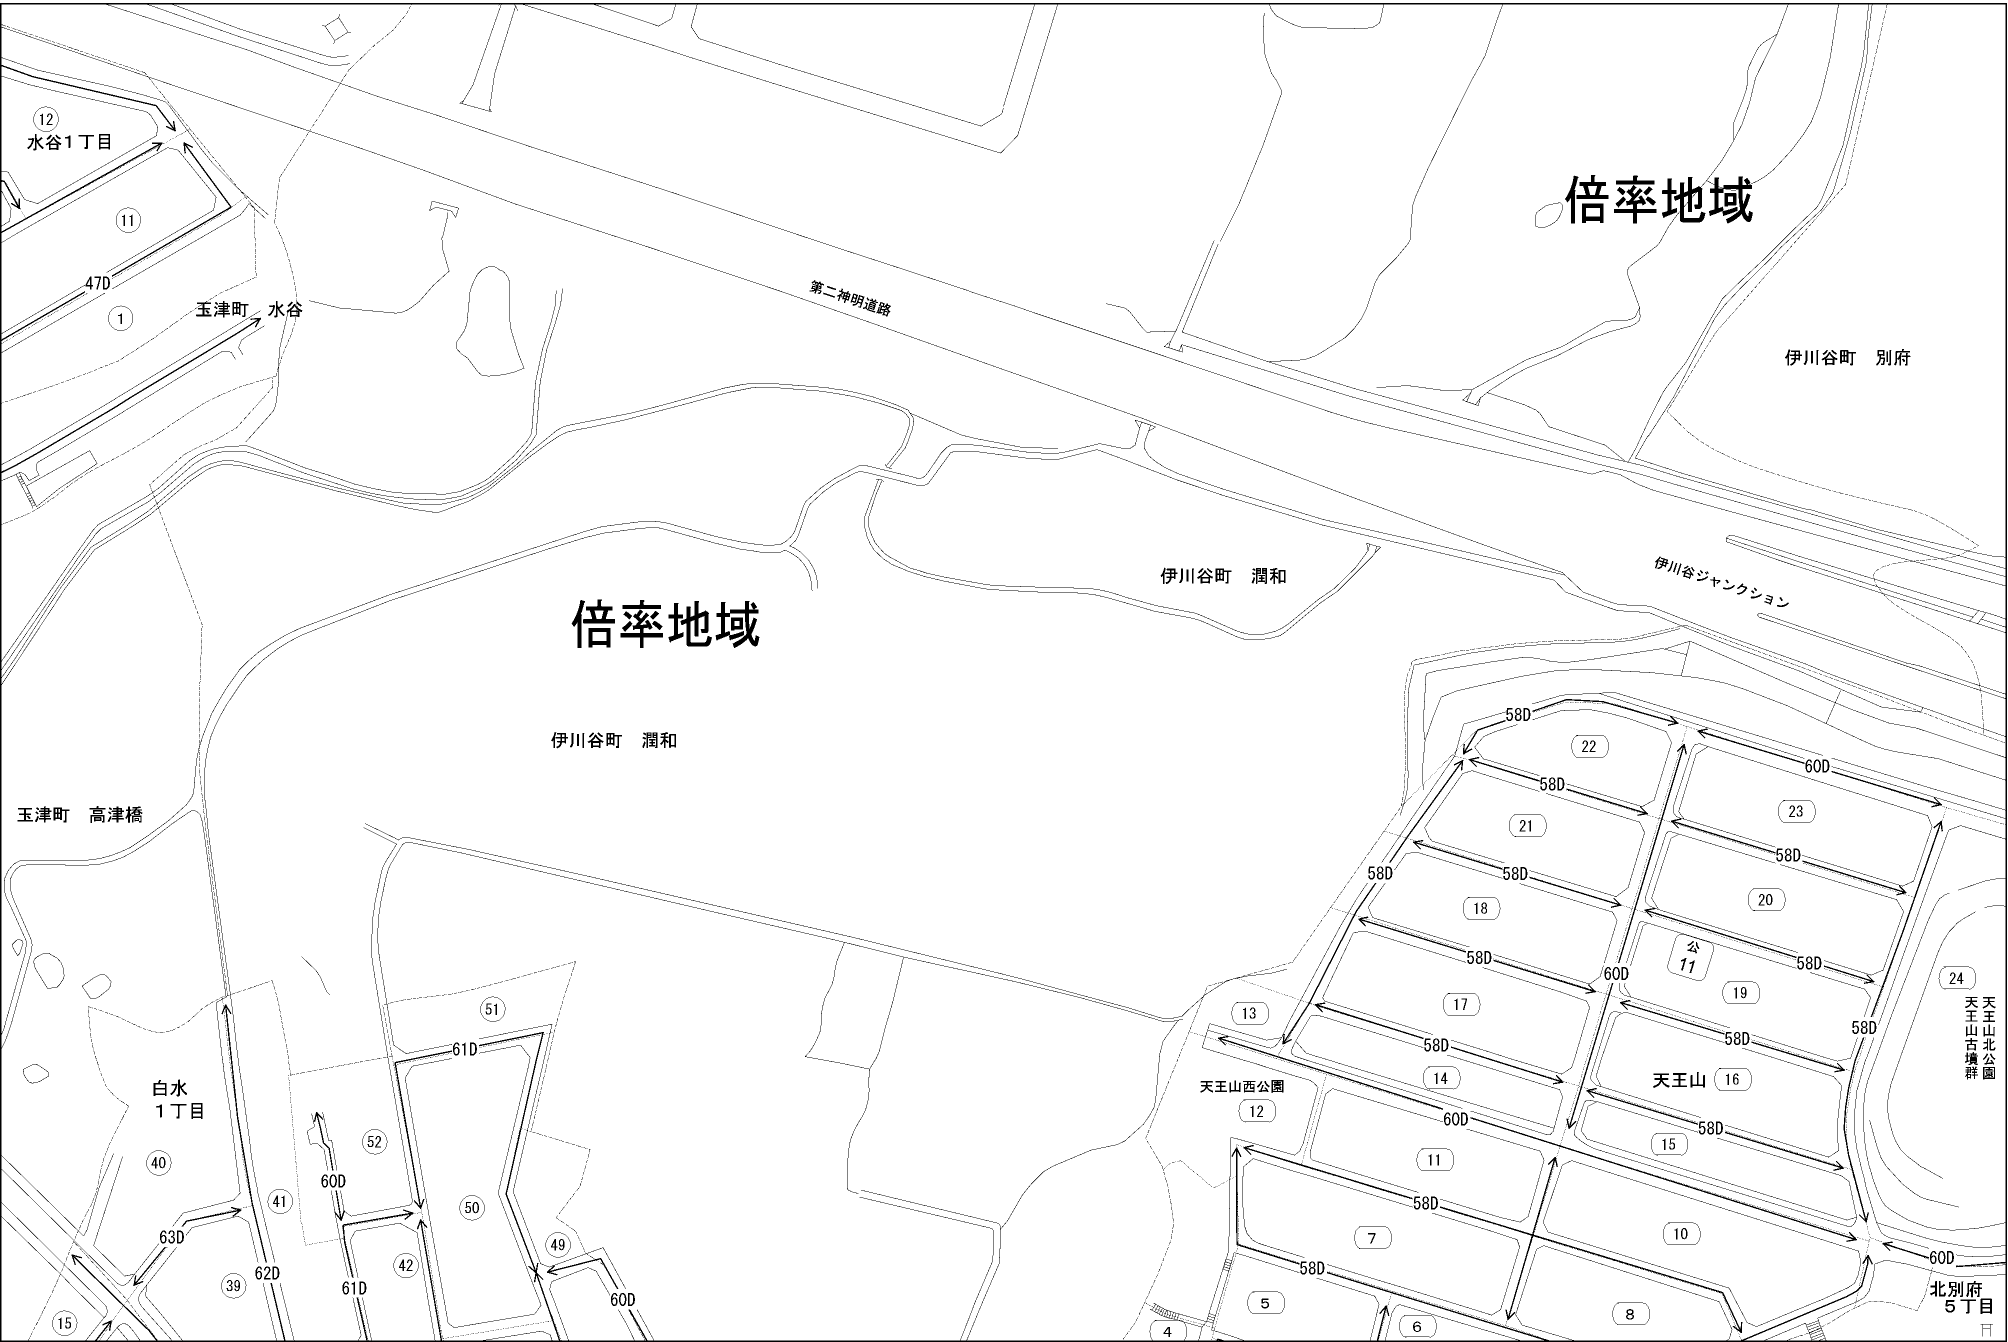 12
水谷1丁目
11
47D
1
玉津町　水谷
第二神明道路
倍率地域
伊川谷町　別府
伊川谷町　潤和
伊川谷ジャンクション
倍率地域
伊川谷町　潤和
玉津町　高津橋
58D
22
60D
58D
23
21
58D
58D
58D
20
18
公
11
58D
58D
60D
19
24
17
13
58D
58D
58D
天王山北公園
天王山古墳群
14
天王山
16
天王山西公園
12
60D
58D
15
11
58D
10
7
58D
60D
北別府
5丁目
5
8
6
4
51
61D
白水
1丁目
52
40
60D
41
50
63D
49
42
62D
39
61D
60D
15